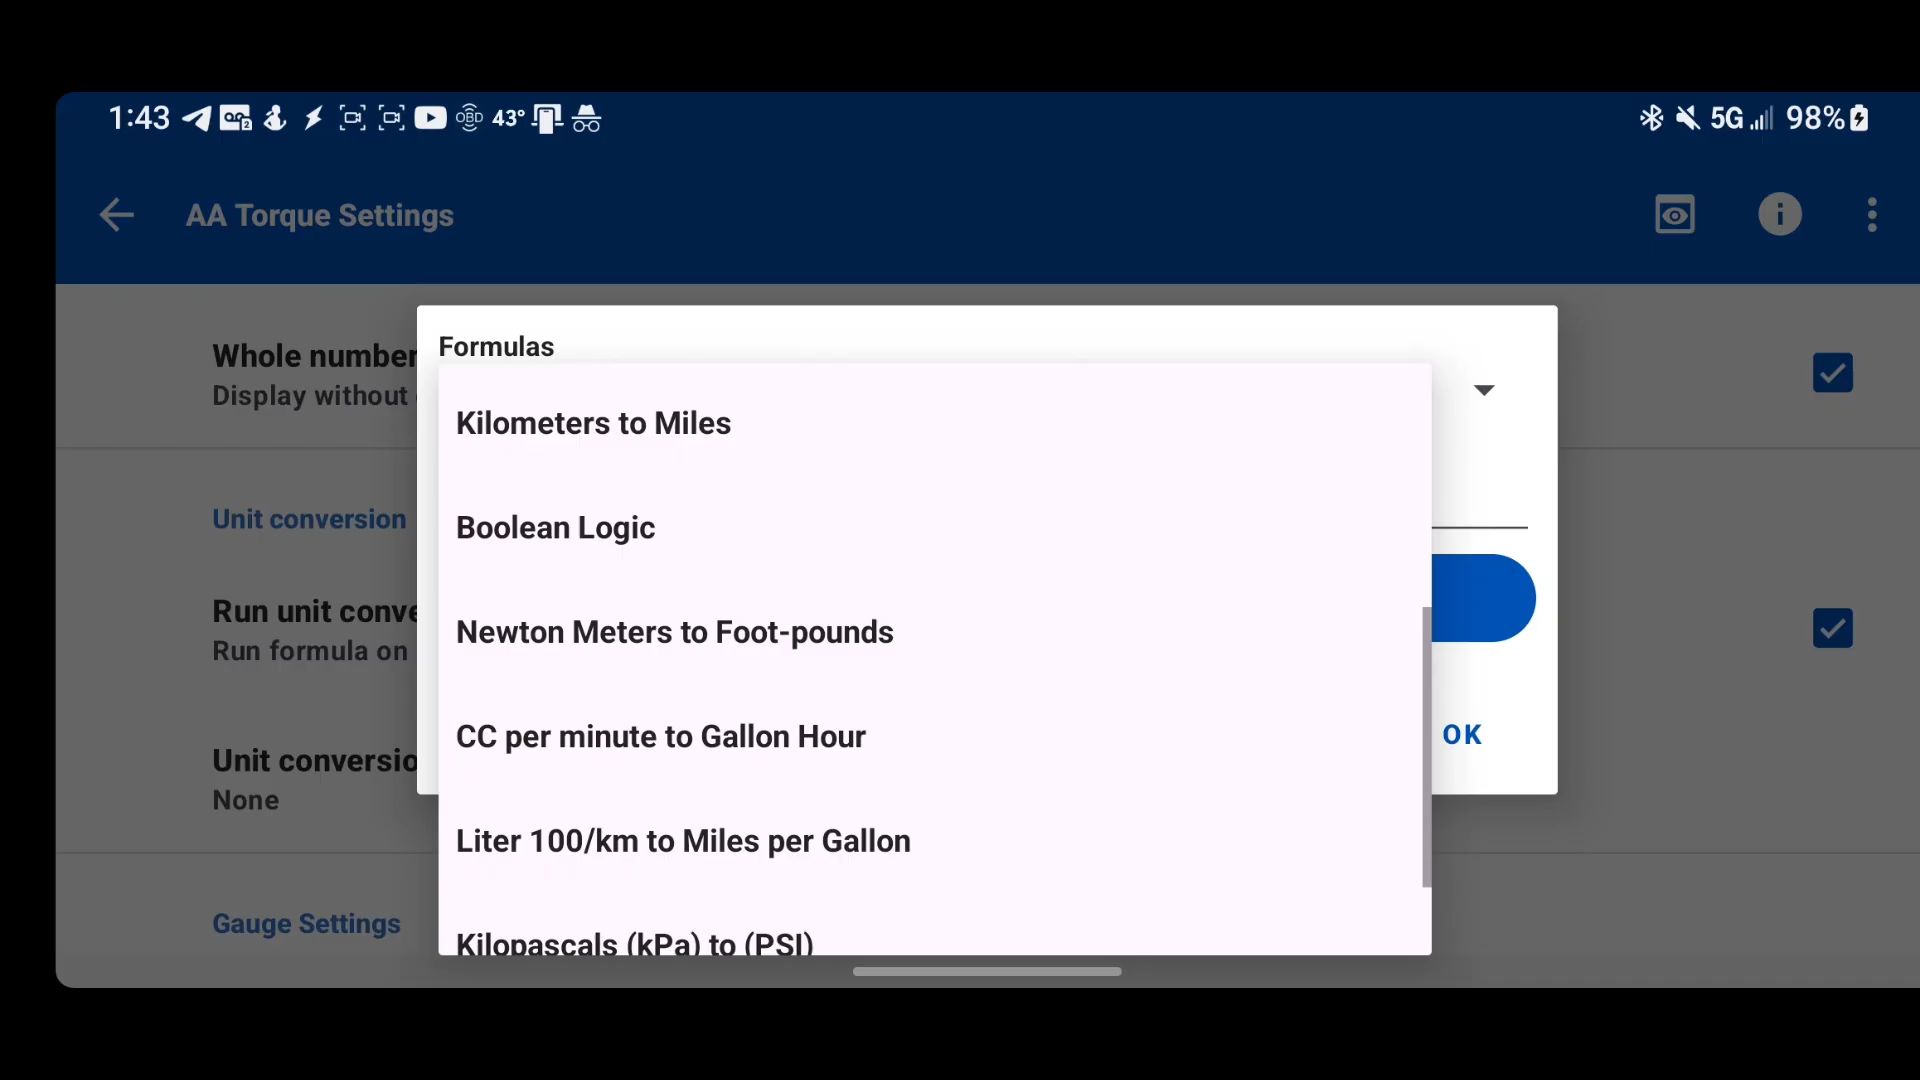 1:43 2 OBD 43° 5G 98%
AA Torque Settings
Formulas
Whole number
Display without
Kilometers to Miles
Unit conversion
Boolean Logic
Run unit conve
Run formula on
Newton Meters to Foot-pounds
OK
CC per minute to Gallon Hour
Unit conversio
None
Liter 100/km to Miles per Gallon
Gauge Settings
Kilopascals (kPa) to (PSI)